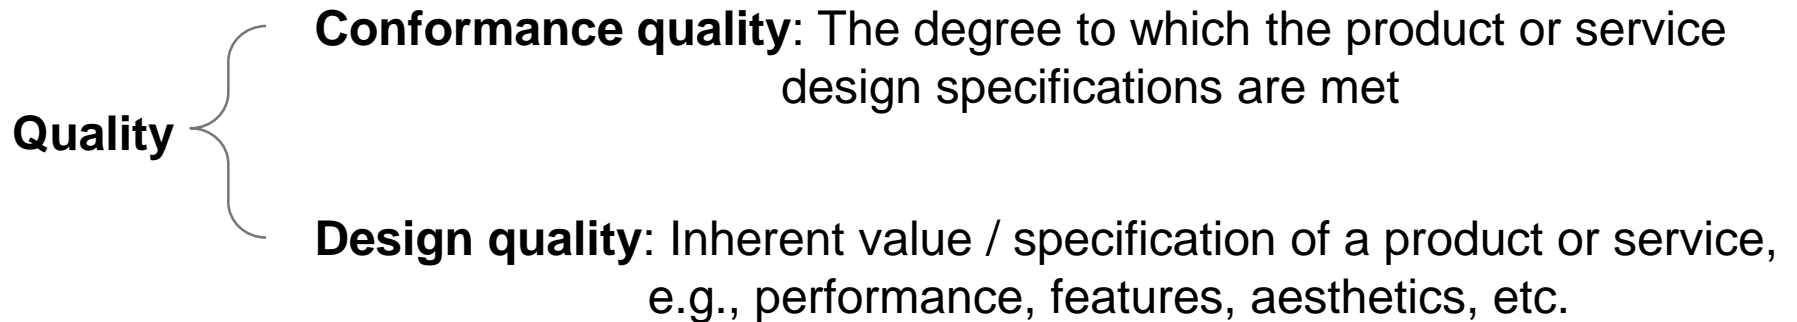 Conformance quality: The degree to which the product or service
design specifications are met
Quality
Design quality: Inherent value / specification of a product or service,
e.g., performance, features, aesthetics, etc.